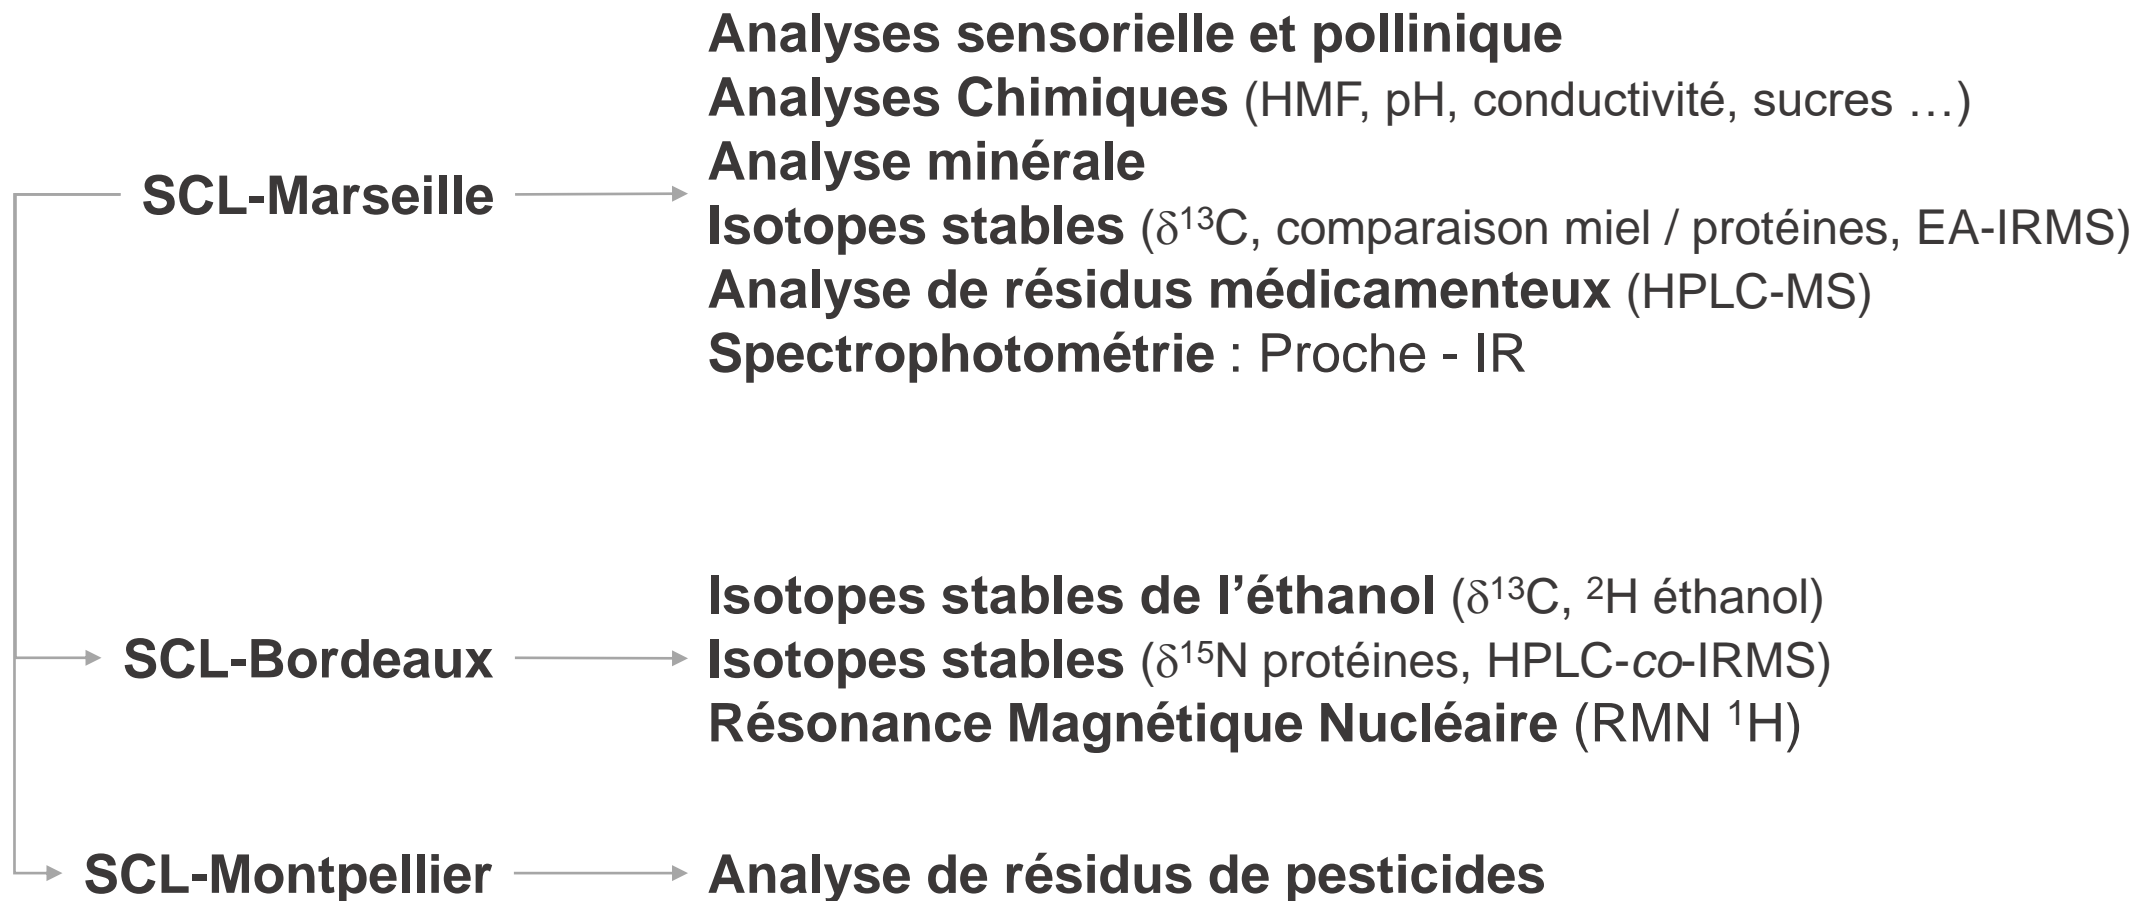 Analyses sensorielle et pollinique
Analyses Chimiques (HMF, pH, conductivité, sucres …)
Analyse minérale
SCL-Marseille
Isotopes stables (δ¹³C, comparaison miel / protéines, EA-IRMS)
Analyse de résidus médicamenteux (HPLC-MS)
Spectrophotométrie : Proche - IR
Isotopes stables de l’éthanol (δ¹³C, ²H éthanol)
SCL-Bordeaux
Isotopes stables (δ¹⁵N protéines, HPLC-co-IRMS)
Résonance Magnétique Nucléaire (RMN ¹H)
SCL-Montpellier
Analyse de résidus de pesticides